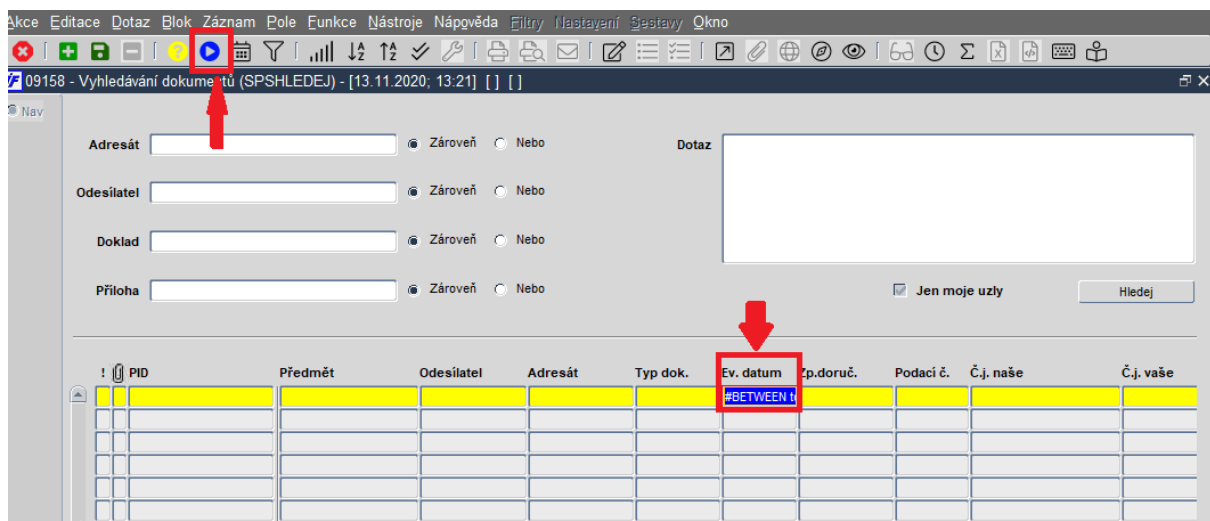 Akce Editace Dotaz Blok Záznam Pole Funkce Nástroje Nápověda Filtry Nastavení Sestavy Okno
09158 - Vyhledávání dokumentů (SPSHLEDEJ) - [13.11.2020; 13:21] [ ] [ ]
Nav
Adresát Zároveň Nebo Dotaz
Odesílatel Zároveň Nebo
Doklad Zároveň Nebo
Příloha Zároveň Nebo Jen moje uzly Hledej
! PID Předmět Odesílatel Adresát Typ dok. Ev. datum Zp.doruč. Podací č. Č.j. naše Č.j. vaše
#BETWEEN t